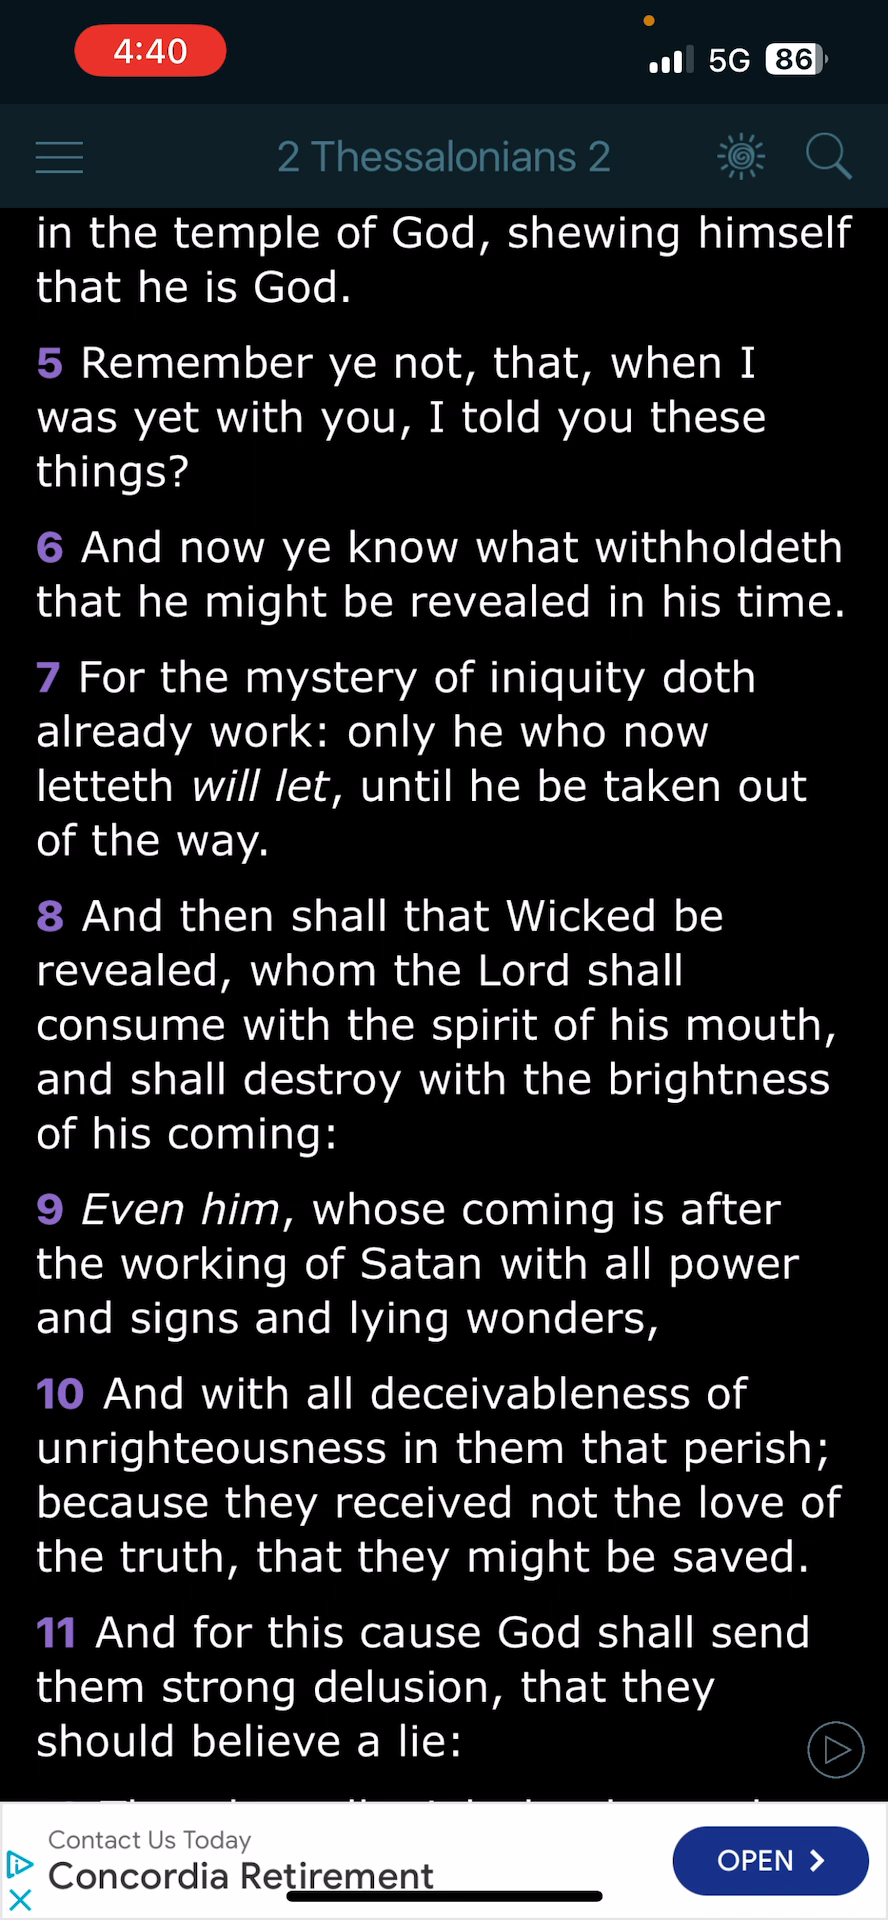 4:40
5G 86
2 Thessalonians 2
in the temple of God, shewing himself
that he is God.
5 Remember ye not, that, when I
was yet with you, I told you these
things?
6 And now ye know what withholdeth
that he might be revealed in his time.
7 For the mystery of iniquity doth
already work: only he who now
letteth will let, until he be taken out
of the way.
8 And then shall that Wicked be
revealed, whom the Lord shall
consume with the spirit of his mouth,
and shall destroy with the brightness
of his coming:
9 Even him, whose coming is after
the working of Satan with all power
and signs and lying wonders,
10 And with all deceivableness of
unrighteousness in them that perish;
because they received not the love of
the truth, that they might be saved.
11 And for this cause God shall send
them strong delusion, that they
should believe a lie:
Contact Us Today
Concordia Retirement
OPEN